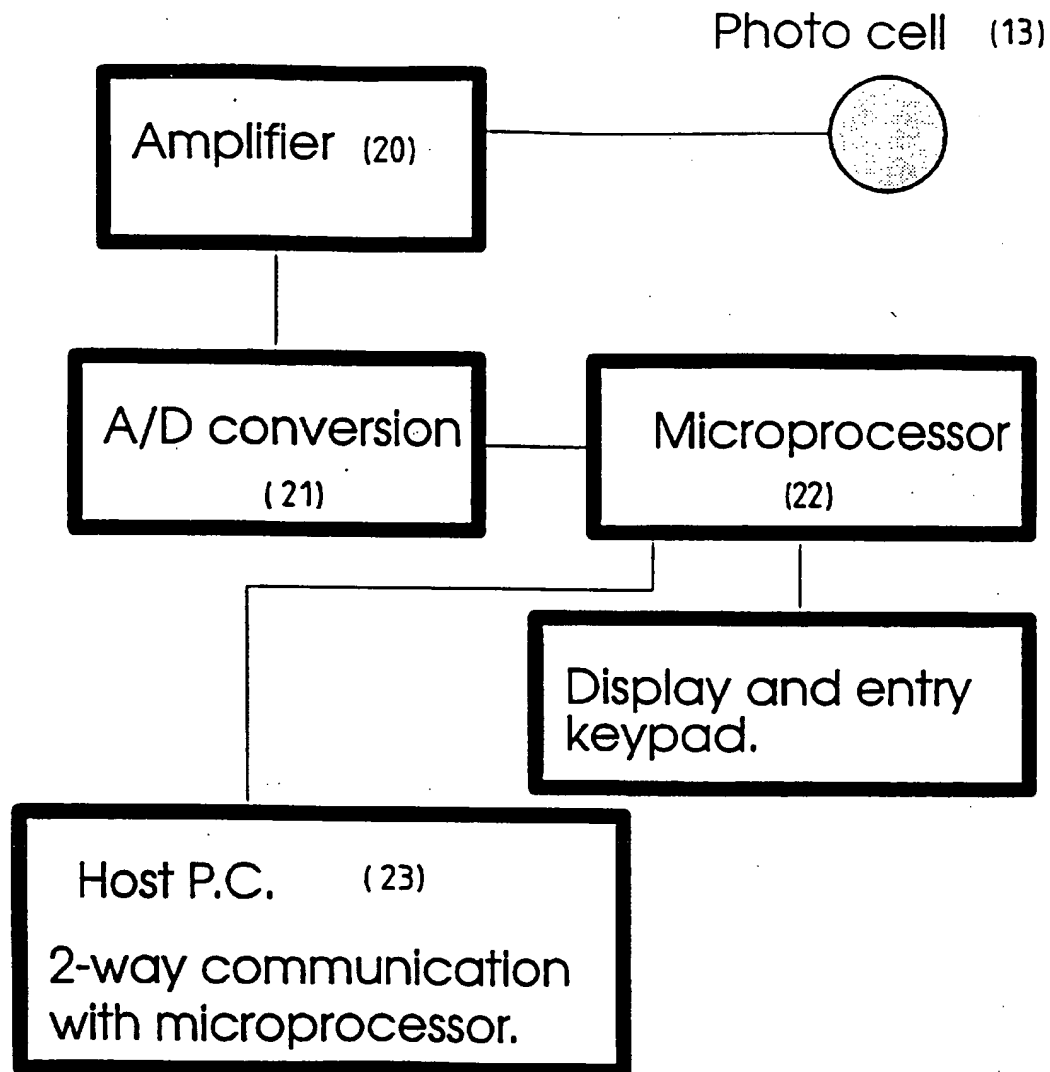 Photo cell (13)
Amplifier (20)
A/D conversion
(21)
Microprocessor
(22)
Display and entry
keypad.
Host P.C. (23)
2-way communication
with microprocessor.